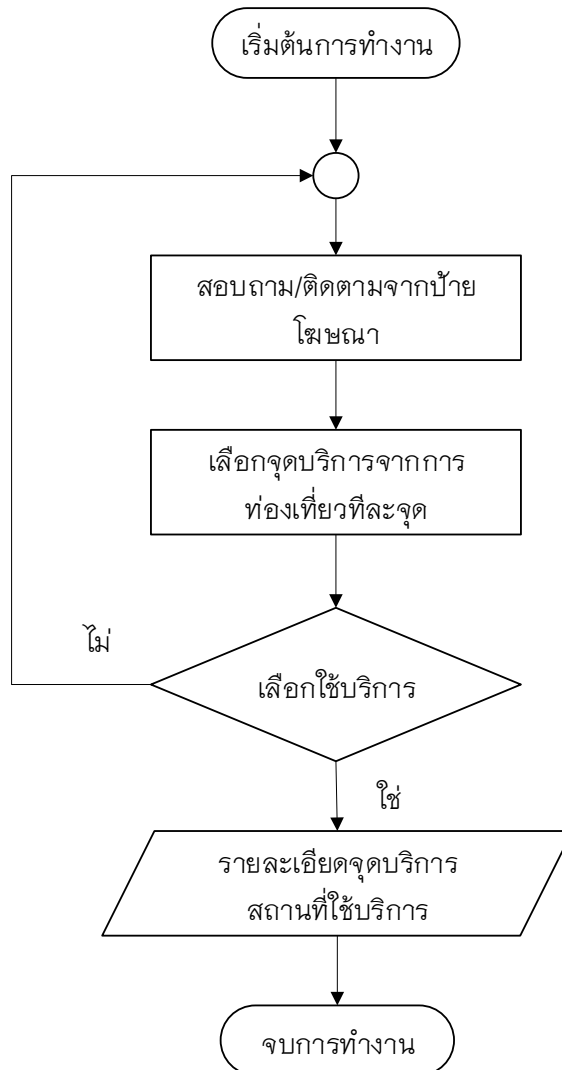 เริ่มต้นการทำงาน
สอบถาม/ติดตามจากป้าย
โฆษณา
เลือกจุดบริการจากการ
ท่องเที่ยวทีละจุด
ไม่
เลือกใช้บริการ
ใช่
รายละเอียดจุดบริการ
สถานที่ใช้บริการ
จบการทำงาน